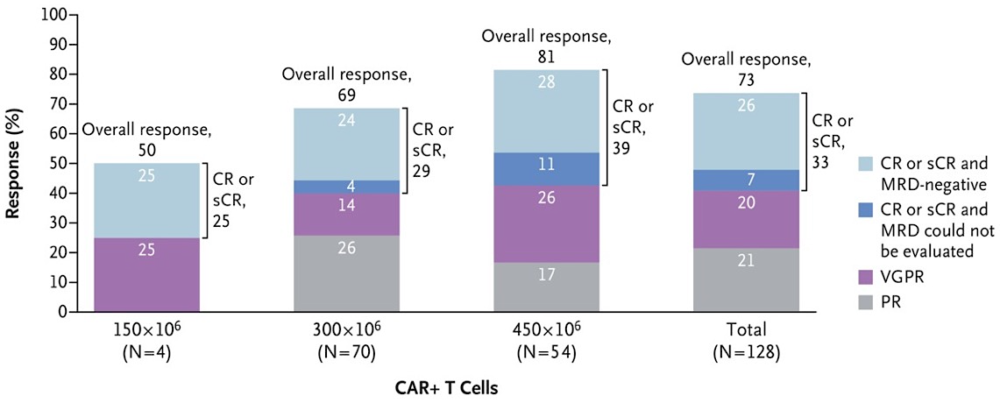 100
90
80
70
60
50
40
30
20
10
0
Response (%)
Overall response,
50
25
25
CR or
sCR,
25
Overall response,
69
24
4
14
26
CR or
sCR,
29
Overall response,
81
28
11
26
17
CR or
sCR,
39
Overall response,
73
26
7
20
21
CR or
sCR,
33
CR or sCR and
MRD-negative
CR or sCR and
MRD could not
be evaluated
VGPR
PR
150×10⁶
(N=4)
300×10⁶
(N=70)
450×10⁶
(N=54)
Total
(N=128)
CAR+ T Cells